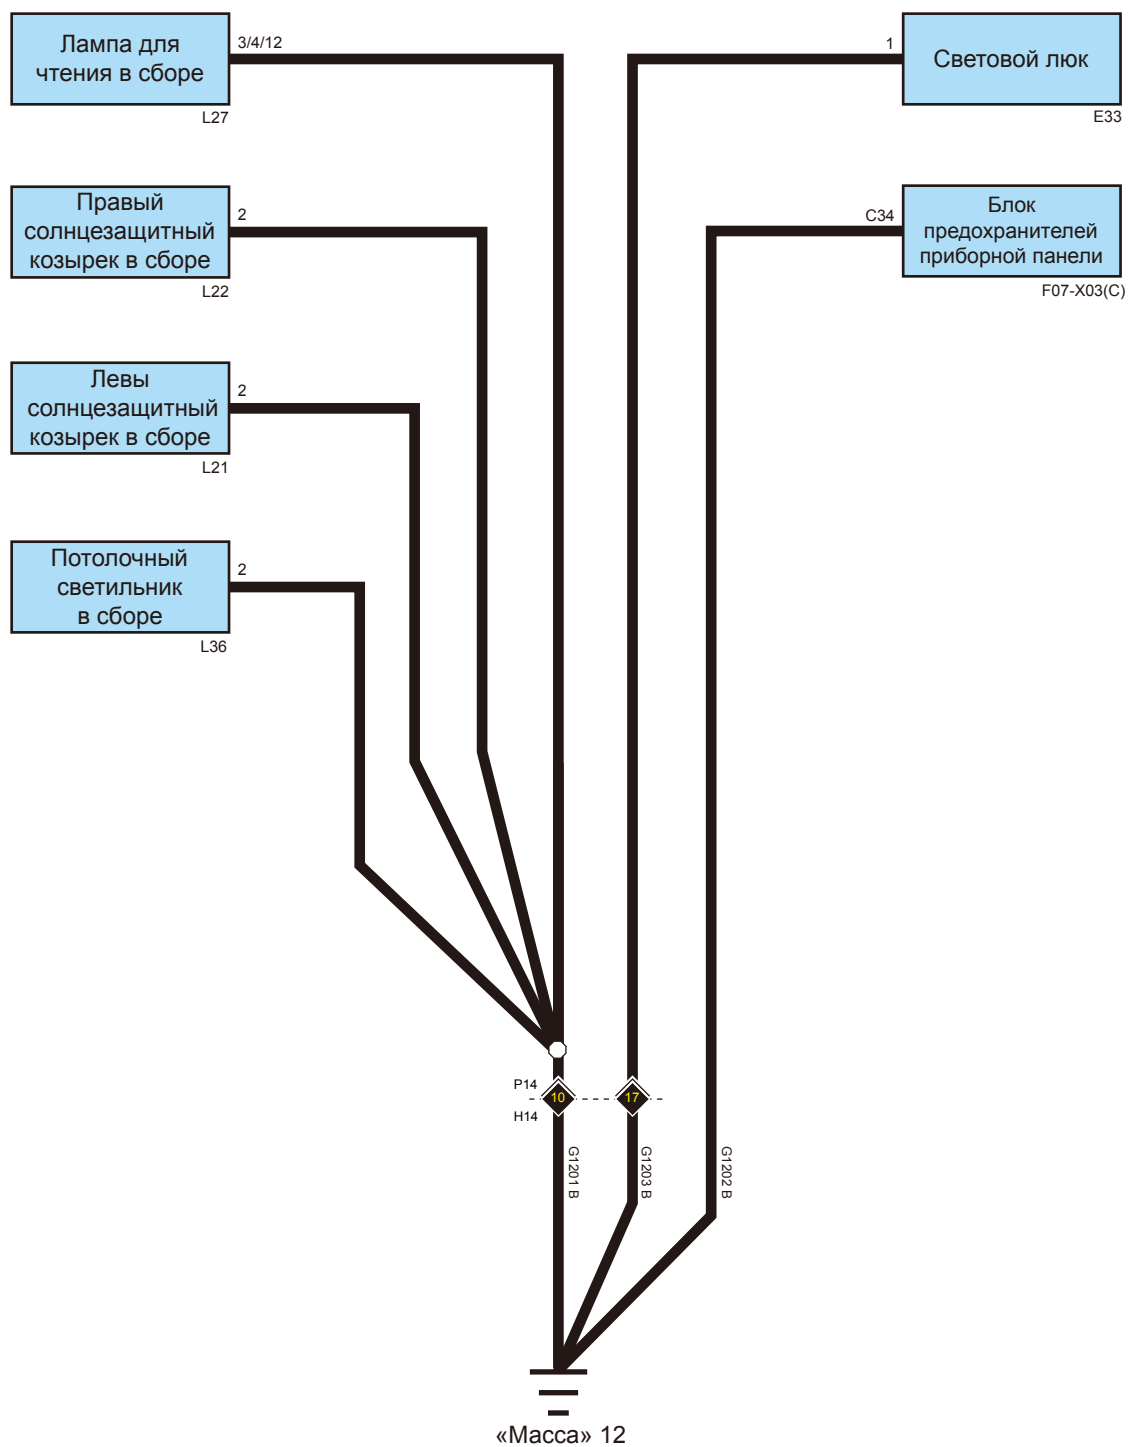 Лампа для
чтения в сборе
3/4/12
L27
1
Световой люк
E33
Правый
солнцезащитный
козырек в сборе
2
L22
C34
Блок
предохранителей
приборной панели
F07-X03(C)
Левы
солнцезащитный
козырек в сборе
2
L21
Потолочный
светильник
в сборе
2
L36
P14
10
17
H14
G1201 B
G1203 B
G1202 B
«Масса» 12